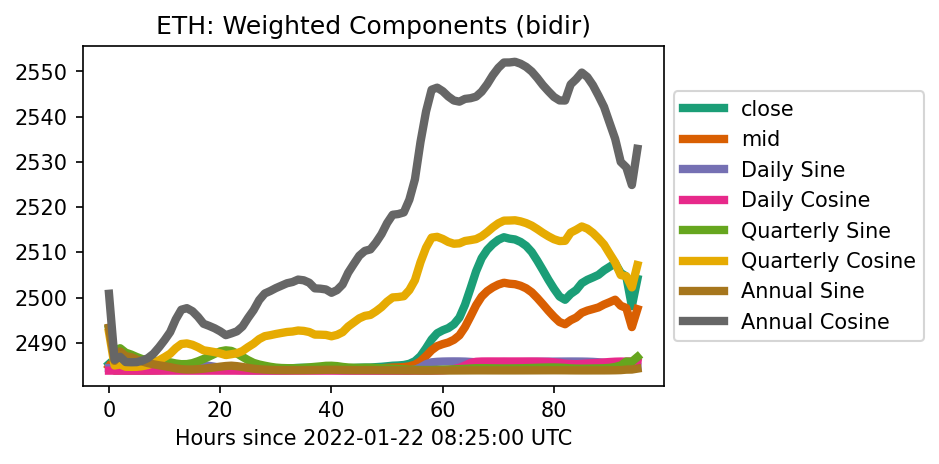 ETH: Weighted Components (bidir)
2550
2540
2530
2520
2510
2500
2490
0
20
40
60
80
Hours since 2022-01-22 08:25:00 UTC
close
mid
Daily Sine
Daily Cosine
Quarterly Sine
Quarterly Cosine
Annual Sine
Annual Cosine